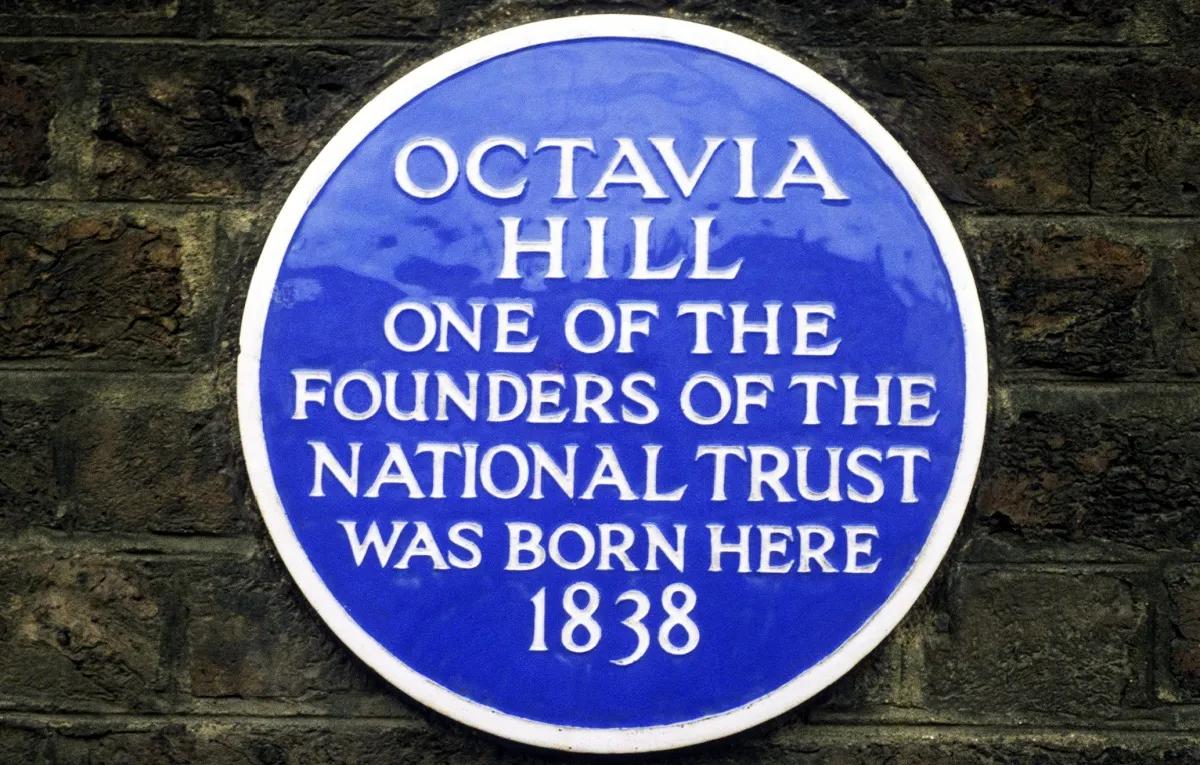 OCTAVIA
HILL
ONE OF THE
FOUNDERS OF THE
NATIONAL TRUST
WAS BORN HERE
1838